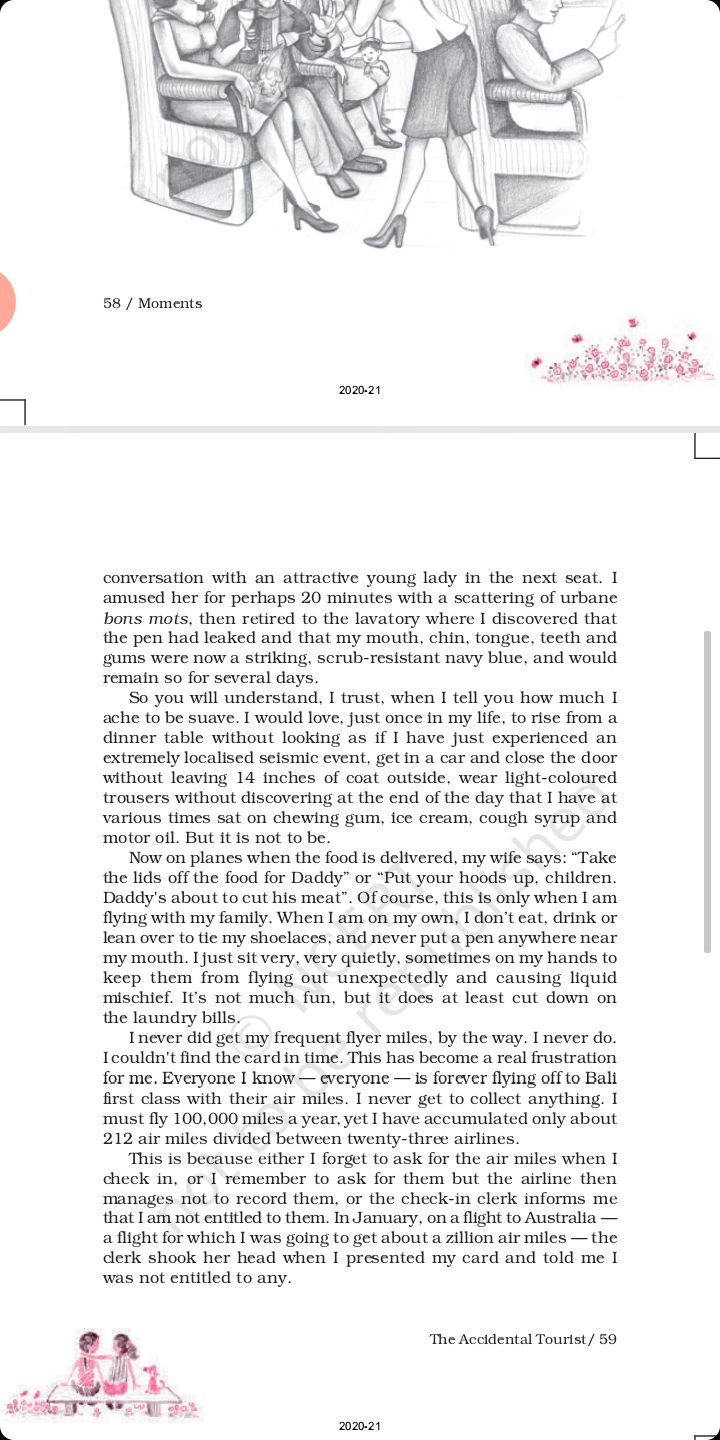 58 / Moments
2020-21
conversation with an attractive young lady in the next seat. I
amused her for perhaps 20 minutes with a scattering of urbane
bons mots, then retired to the lavatory where I discovered that
the pen had leaked and that my mouth, chin, tongue, teeth and
gums were now a striking, scrub-resistant navy blue, and would
remain so for several days.
So you will understand, I trust, when I tell you how much I
ache to be suave. I would love, just once in my life, to rise from a
dinner table without looking as if I have just experienced an
extremely localised seismic event, get in a car and close the door
without leaving 14 inches of coat outside, wear light-coloured
trousers without discovering at the end of the day that I have at
various times sat on chewing gum, ice cream, cough syrup and
motor oil. But it is not to be.
Now on planes when the food is delivered, my wife says: “Take
the lids off the food for Daddy” or “Put your hoods up, children.
Daddy's about to cut his meat”. Of course, this is only when I am
flying with my family. When I am on my own, I don’t eat, drink or
lean over to tie my shoelaces, and never put a pen anywhere near
my mouth. I just sit very, very quietly, sometimes on my hands to
keep them from flying out unexpectedly and causing liquid
mischief. It’s not much fun, but it does at least cut down on
the laundry bills.
I never did get my frequent flyer miles, by the way. I never do.
I couldn't find the card in time. This has become a real frustration
for me. Everyone I know — everyone — is forever flying off to Bali
first class with their air miles. I never get to collect anything. I
must fly 100,000 miles a year, yet I have accumulated only about
212 air miles divided between twenty-three airlines.
This is because either I forget to ask for the air miles when I
check in, or I remember to ask for them but the airline then
manages not to record them, or the check-in clerk informs me
that I am not entitled to them. In January, on a flight to Australia —
a flight for which I was going to get about a zillion air miles — the
clerk shook her head when I presented my card and told me I
was not entitled to any.
© NCERT
not to be republished
The Accidental Tourist/ 59
2020-21